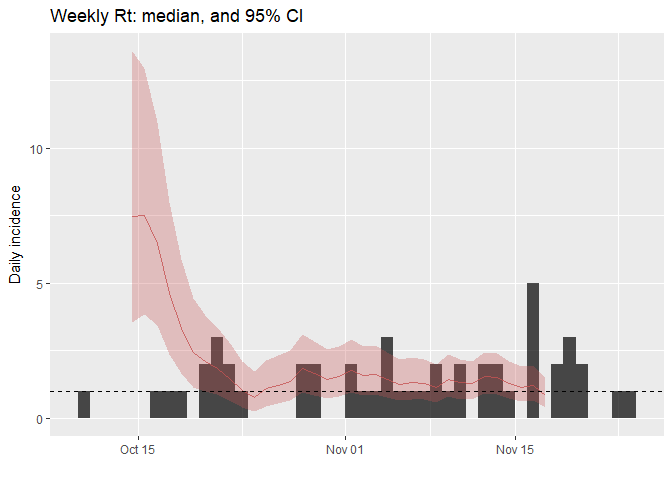 Weekly Rt: median, and 95% CI
Daily incidence
10
5
0
Oct 15
Nov 01
Nov 15